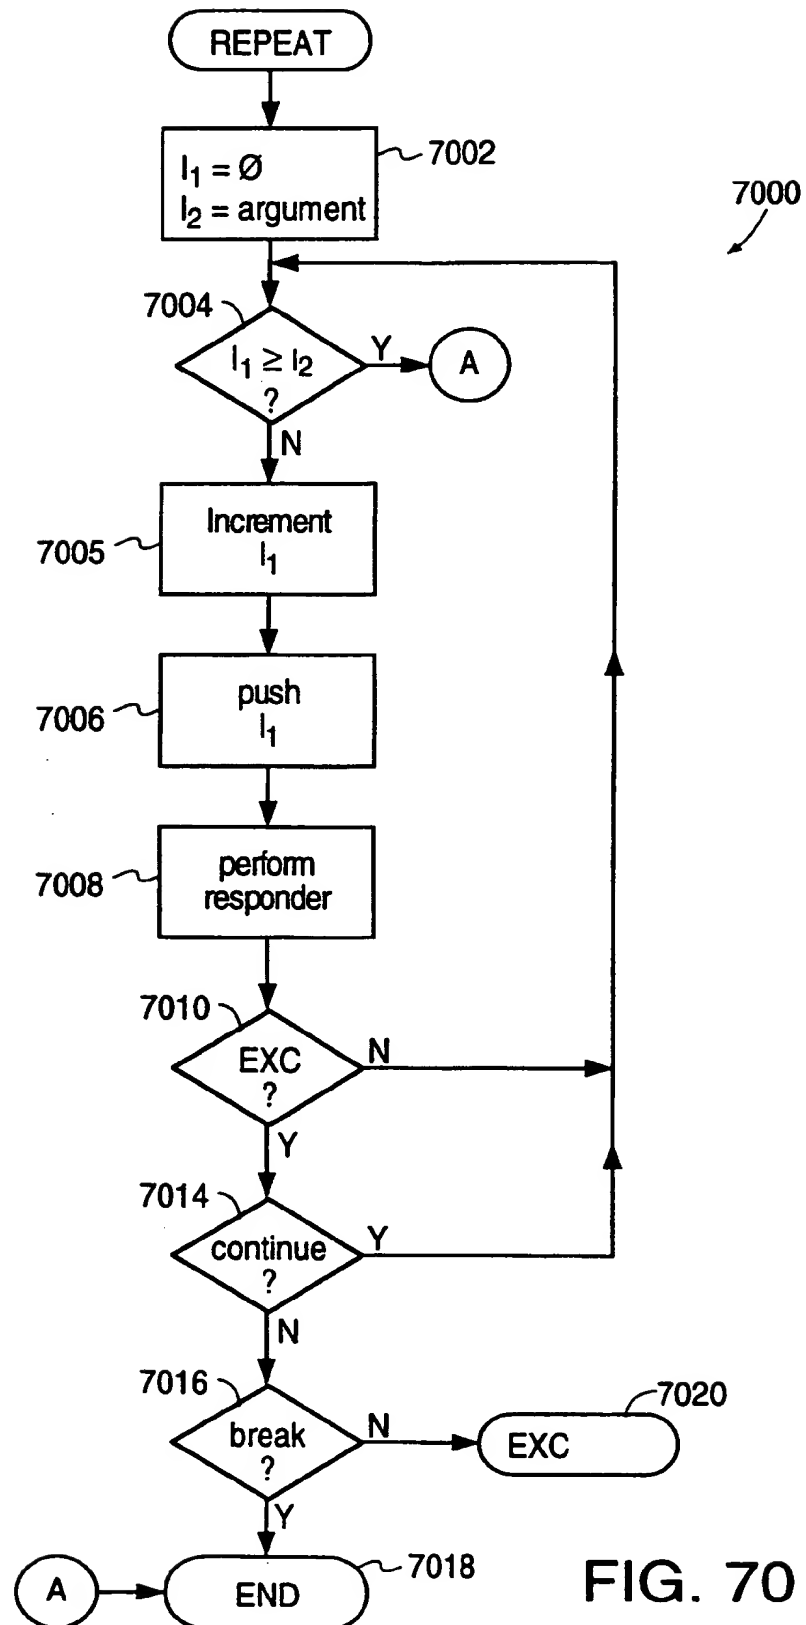 REPEAT
I₁ = Ø
I₂ = argument
7002
7000
7004
I₁ ≥ I₂
?
Y
A
N
7005
Increment
I₁
7006
push
I₁
7008
perform
responder
7010
EXC
?
N
Y
7014
continue
?
Y
N
7016
break
?
N
7020
EXC
Y
A
END
7018
FIG. 70